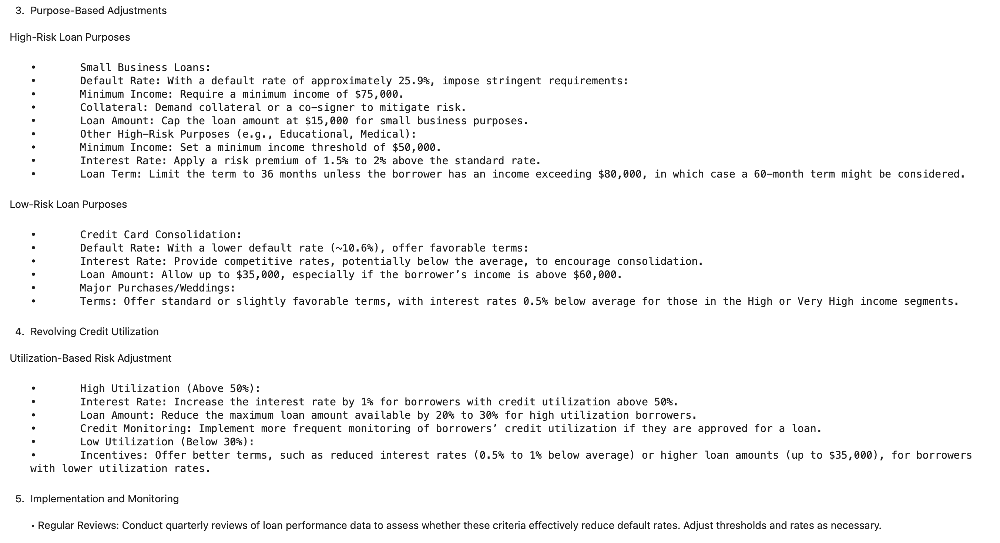 3. Purpose-Based Adjustments
High-Risk Loan Purposes
• Small Business Loans:
• Default Rate: With a default rate of approximately 25.9%, impose stringent requirements:
• Minimum Income: Require a minimum income of $75,000.
• Collateral: Demand collateral or a co-signer to mitigate risk.
• Loan Amount: Cap the loan amount at $15,000 for small business purposes.
• Other High-Risk Purposes (e.g., Educational, Medical):
• Minimum Income: Set a minimum income threshold of $50,000.
• Interest Rate: Apply a risk premium of 1.5% to 2% above the standard rate.
• Loan Term: Limit the term to 36 months unless the borrower has an income exceeding $80,000, in which case a 60-month term might be considered.
Low-Risk Loan Purposes
• Credit Card Consolidation:
• Default Rate: With a lower default rate (~10.6%), offer favorable terms:
• Interest Rate: Provide competitive rates, potentially below the average, to encourage consolidation.
• Loan Amount: Allow up to $35,000, especially if the borrower’s income is above $60,000.
• Major Purchases/Weddings:
• Terms: Offer standard or slightly favorable terms, with interest rates 0.5% below average for those in the High or Very High income segments.
4. Revolving Credit Utilization
Utilization-Based Risk Adjustment
• High Utilization (Above 50%):
• Interest Rate: Increase the interest rate by 1% for borrowers with credit utilization above 50%.
• Loan Amount: Reduce the maximum loan amount available by 20% to 30% for high utilization borrowers.
• Credit Monitoring: Implement more frequent monitoring of borrowers’ credit utilization if they are approved for a loan.
• Low Utilization (Below 30%):
• Incentives: Offer better terms, such as reduced interest rates (0.5% to 1% below average) or higher loan amounts (up to $35,000), for borrowers
with lower utilization rates.
5. Implementation and Monitoring
• Regular Reviews: Conduct quarterly reviews of loan performance data to assess whether these criteria effectively reduce default rates. Adjust thresholds and rates as necessary.